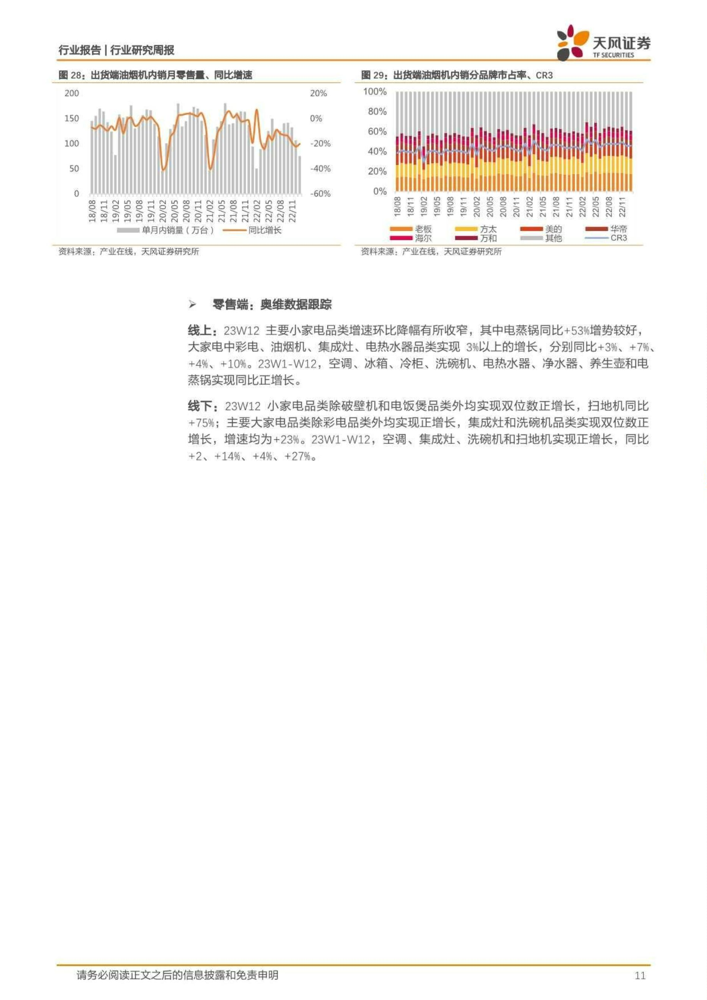 行业报告 | 行业研究周报
天风证券
TF SECURITIES
图 28：出货端油烟机内销月零售量、同比增速
200
150
100
50
0
20%
0%
-20%
-40%
-60%
18/08
18/11
19/02
19/05
19/08
19/11
20/02
20/05
20/08
20/11
21/02
21/05
21/08
21/11
22/02
22/05
22/08
22/11
单月内销量（万台） 同比增长
资料来源：产业在线，天风证券研究所
图 29：出货端油烟机内销分品牌市占率、CR3
100%
80%
60%
40%
20%
0%
18/08
18/11
19/02
19/05
19/08
19/11
20/02
20/05
20/08
20/11
21/02
21/05
21/08
21/11
22/02
22/05
22/08
22/11
老板 方太 美的 华帝
海尔 万和 其他 CR3
资料来源：产业在线，天风证券研究所
➢ 零售端：奥维数据跟踪
线上：23W12 主要小家电品类增速环比降幅有所收窄，其中电蒸锅同比+53%增势较好，
大家电中彩电、油烟机、集成灶、电热水器品类实现 3%以上的增长，分别同比+3%、+7%、
+4%、+10%。23W1-W12，空调、冰箱、冷柜、洗碗机、电热水器、净水器、养生壶和电
蒸锅实现同比正增长。
线下：23W12 小家电品类除破壁机和电饭煲品类外均实现双位数正增长，扫地机同比
+75%；主要大家电品类除彩电品类外均实现正增长，集成灶和洗碗机品类实现双位数正
增长，增速均为+23%。23W1-W12，空调、集成灶、洗碗机和扫地机实现正增长，同比
+2、+14%、+4%、+27%。
请务必阅读正文之后的信息披露和免责申明
11